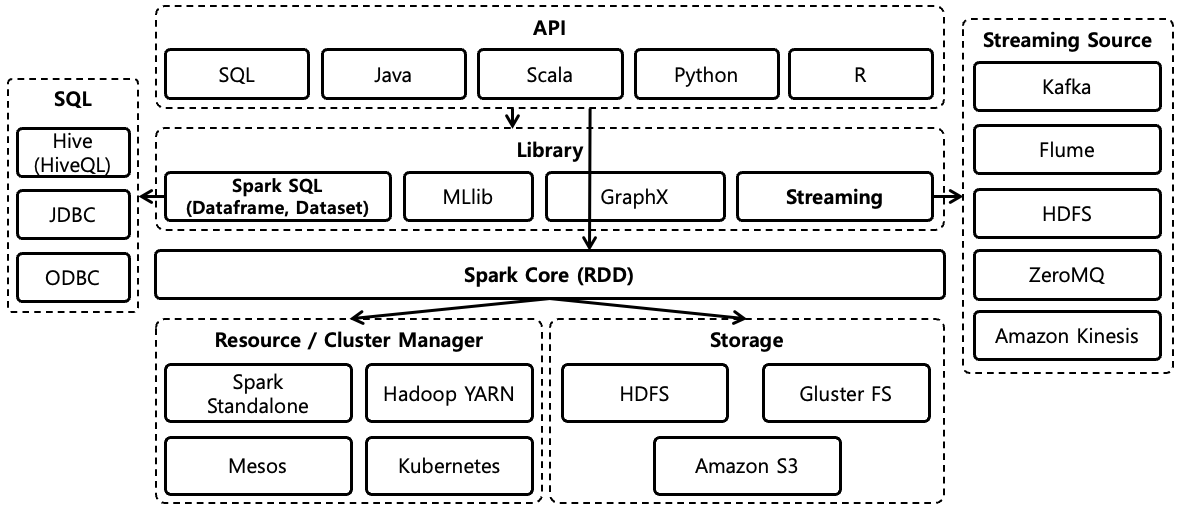 API
SQL
Java
Scala
Python
R
SQL
Hive
(HiveQL)
JDBC
ODBC
Library
Spark SQL
(Dataframe, Dataset)
MLlib
GraphX
Streaming
Streaming Source
Kafka
Flume
HDFS
ZeroMQ
Amazon Kinesis
Spark Core (RDD)
Resource / Cluster Manager
Spark
Standalone
Hadoop YARN
Mesos
Kubernetes
Storage
HDFS
Gluster FS
Amazon S3